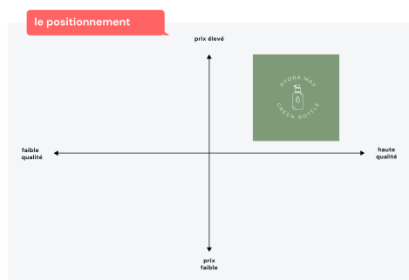 le positionnement
prix élevé
HYDRA MAX
GREEN BOTTLE
faible
qualité
haute
qualité
prix
faible